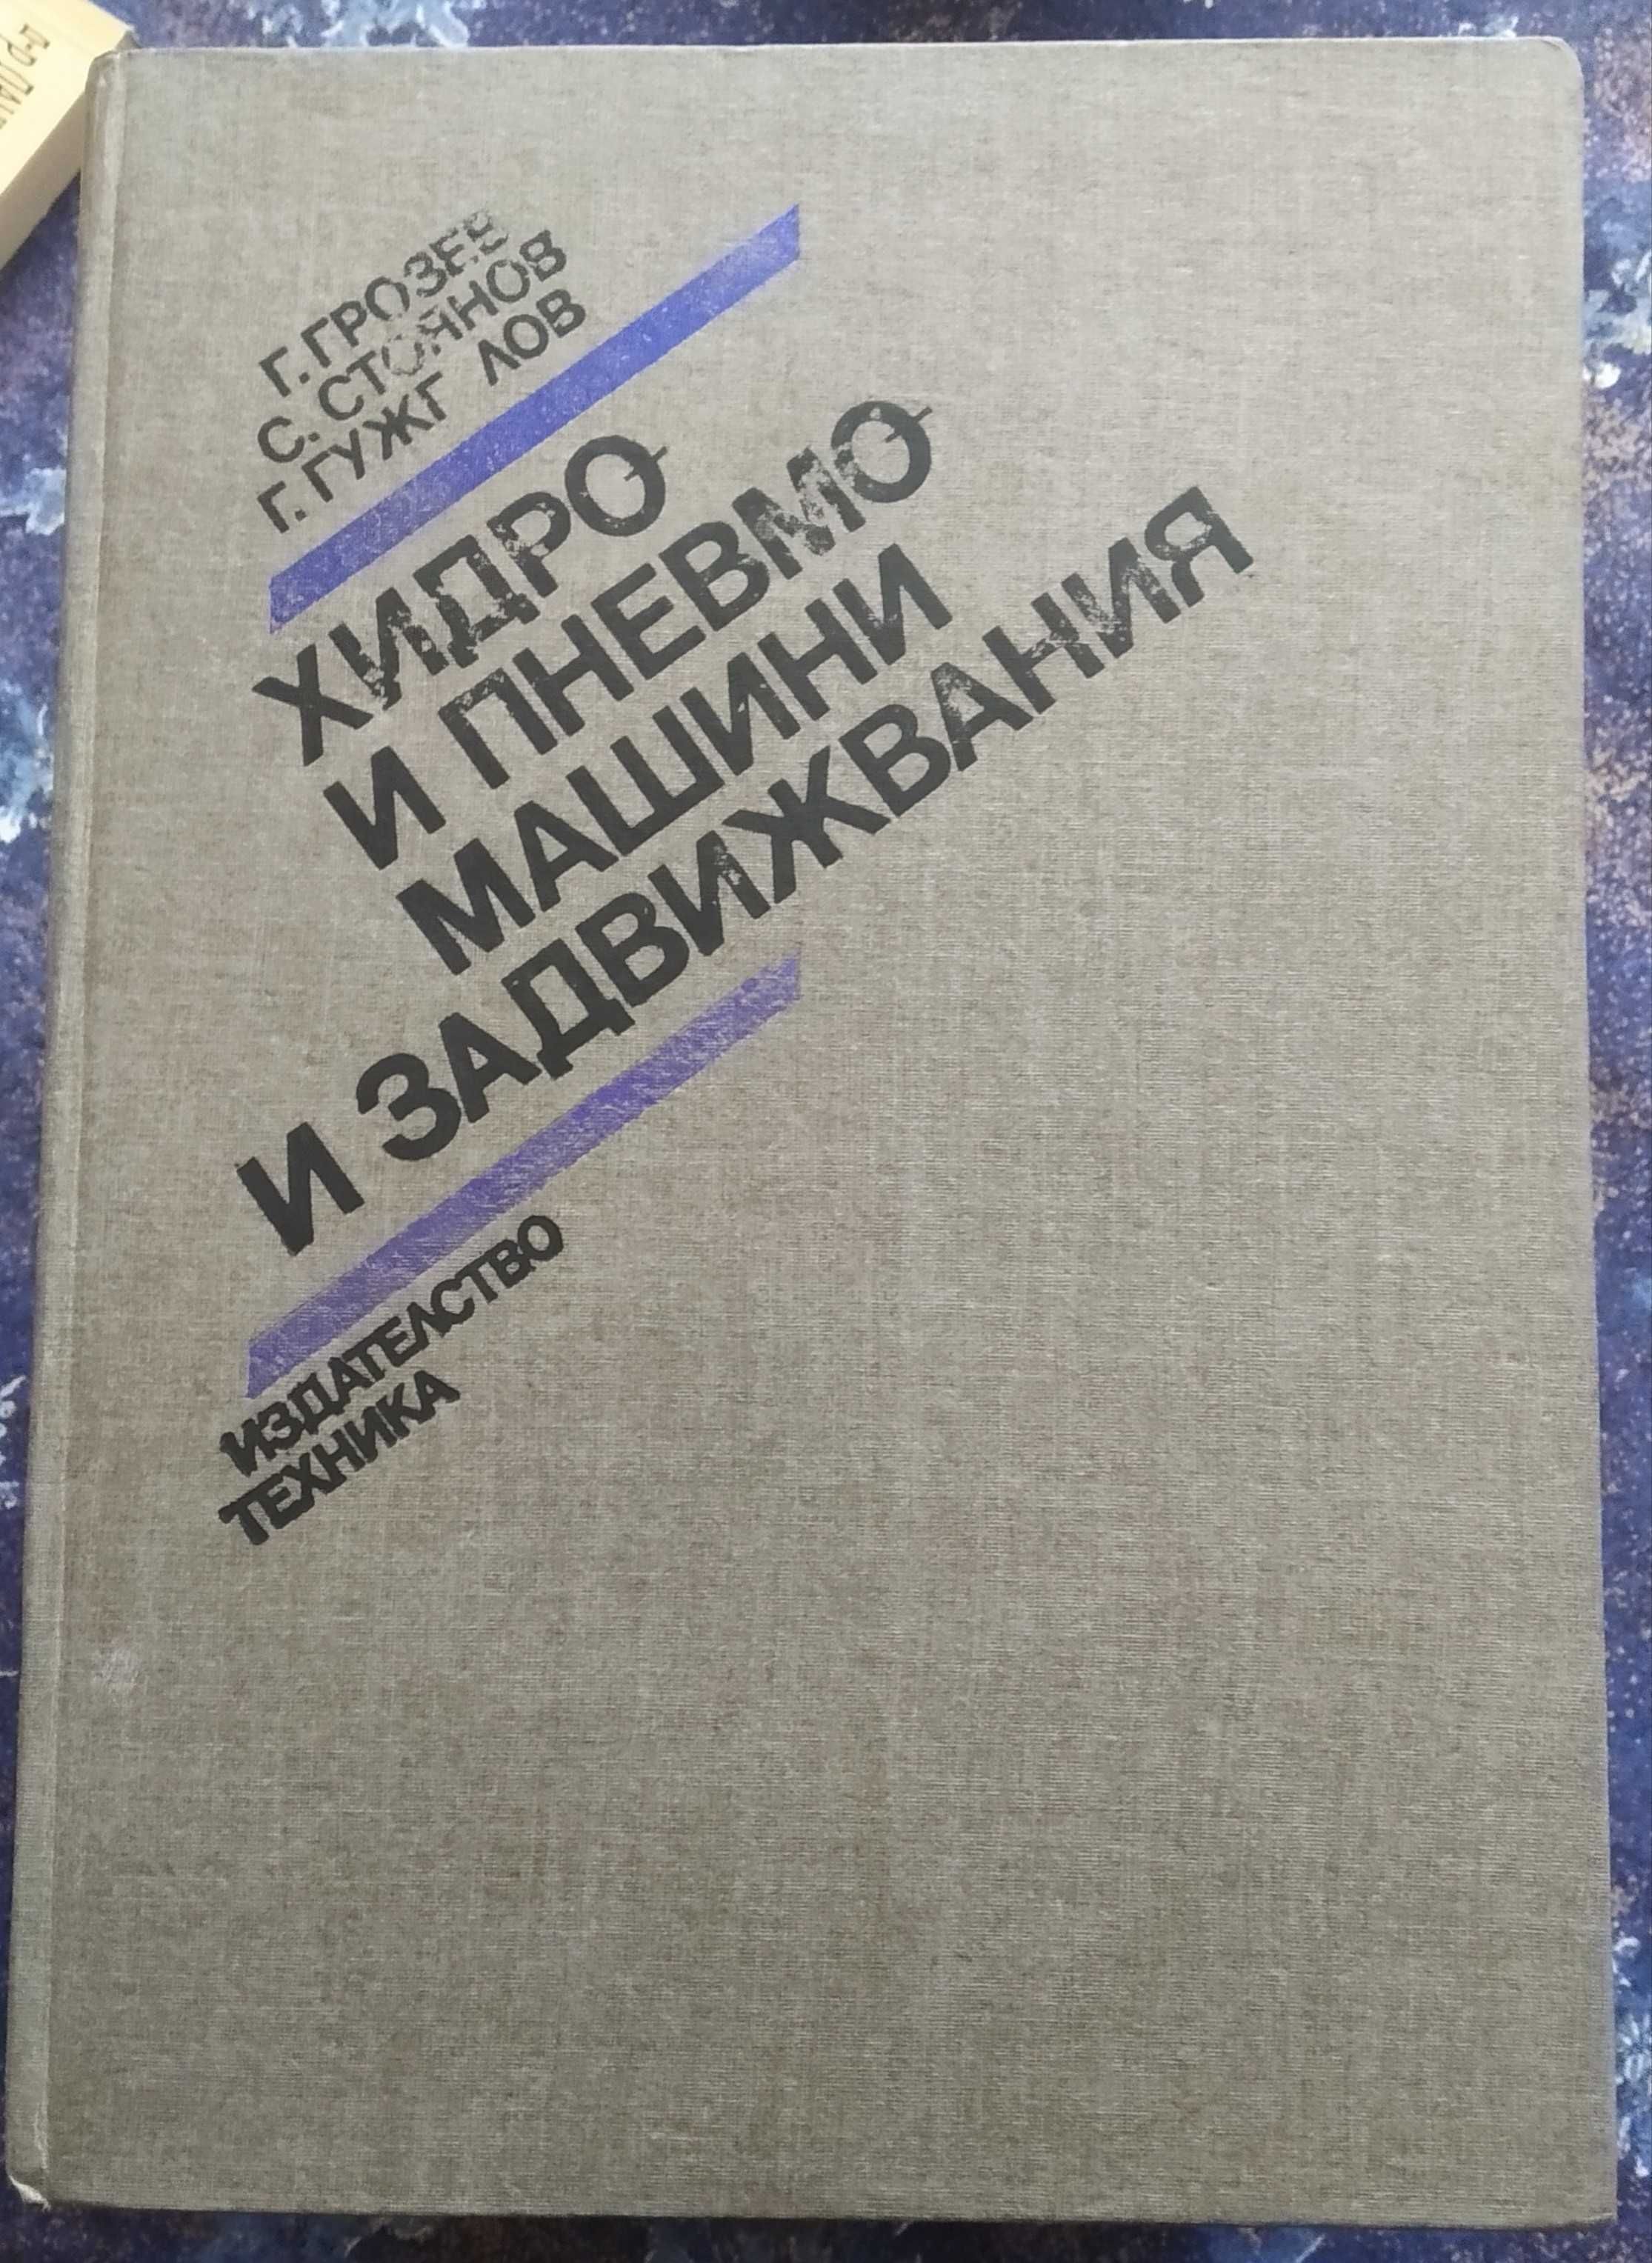 Г. ГРОЗЕВ
С. СТОЯНОВ
Г.
ХИДРО-
И ПНЕВМО-
МАШИНИ
И ЗАДВИЖВАНИЯ
ИЗДАТЕЛСТВО
ТЕХНИКА